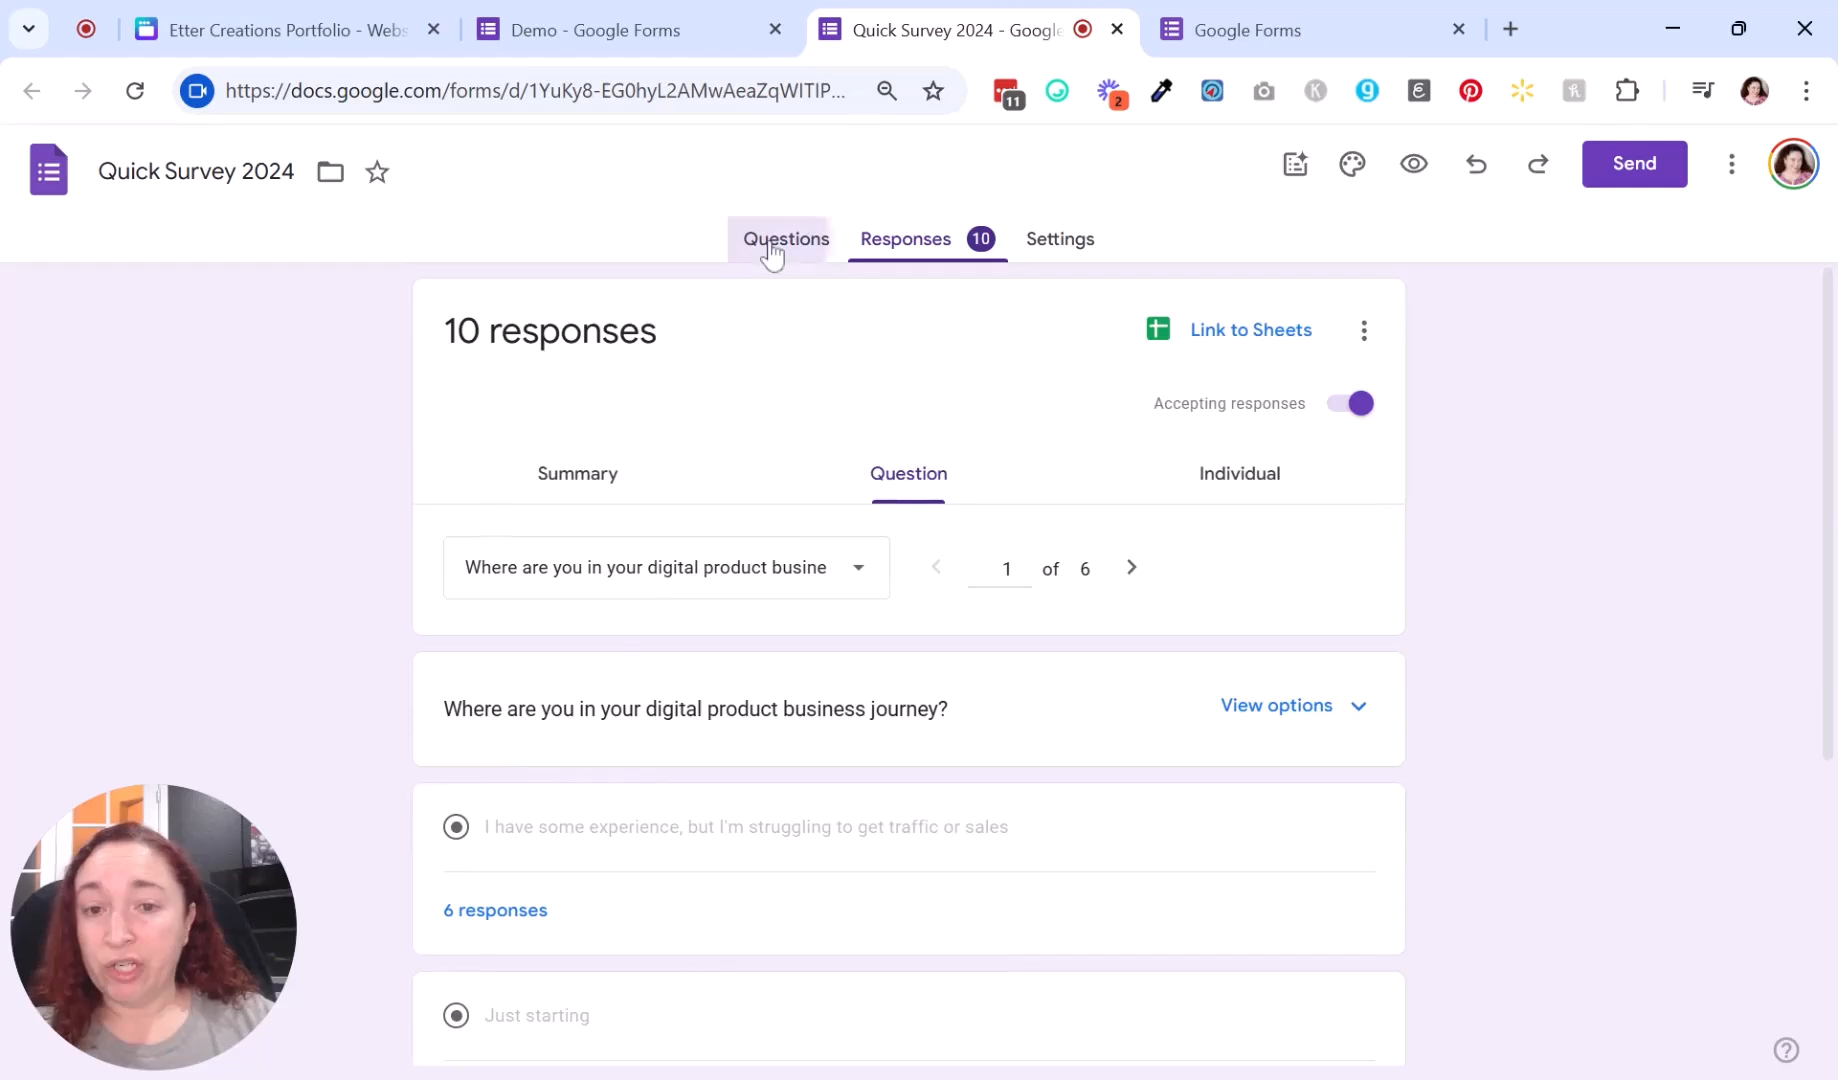 Etter Creations Portfolio - Webs
Demo - Google Forms
Quick Survey 2024 - Google
Google Forms
https://docs.google.com/forms/d/1YuKy8-EG0hyL2AMwAeaZqWITIP...
11
2
K
g
h
Quick Survey 2024
Send
Questions
Responses 10
Settings
10 responses
Link to Sheets
Accepting responses
Summary
Question
Individual
Where are you in your digital product busine
1 of 6
Where are you in your digital product business journey?
View options
I have some experience, but I'm struggling to get traffic or sales
6 responses
Just starting